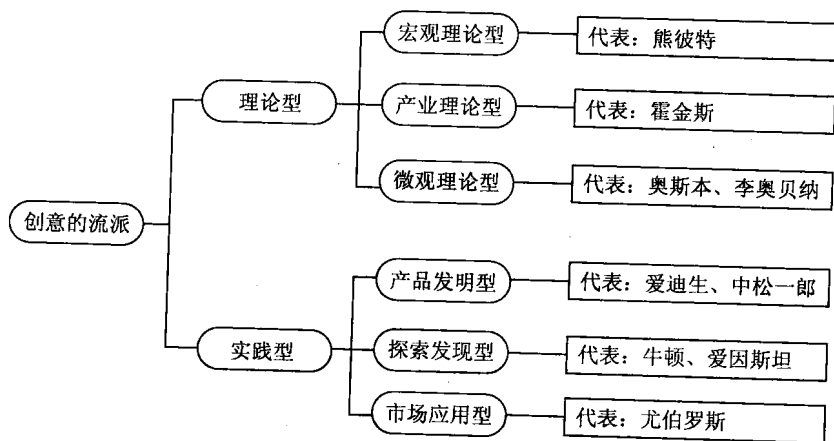 创意的流派
理论型
宏观理论型
代表：熊彼特
产业理论型
代表：霍金斯
微观理论型
代表：奥斯本、李奥贝纳
实践型
产品发明型
代表：爱迪生、中松一郎
探索发现型
代表：牛顿、爱因斯坦
市场应用型
代表：尤伯罗斯